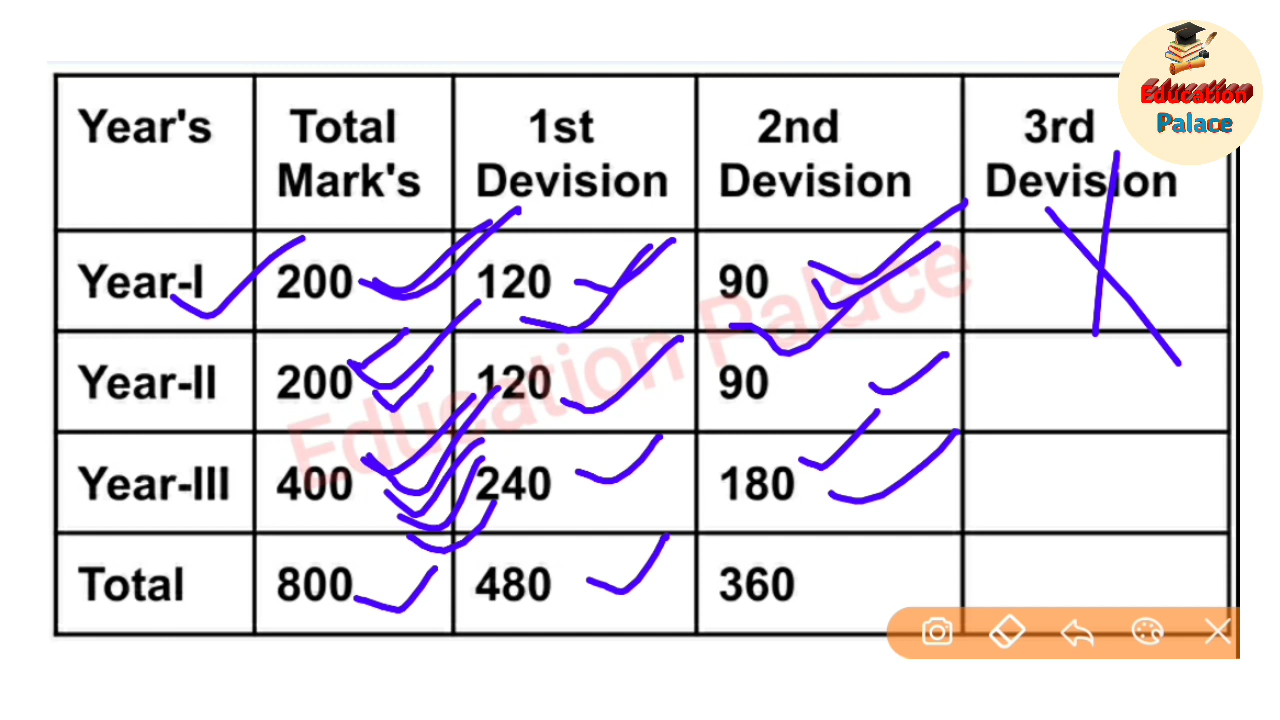 Education
Palace
Year's Total Mark's 1st Devision 2nd Devision 3rd Devision
Year-I 200 120 90
Year-II 200 120 90
Year-III 400 240 180
Total 800 480 360
Education Palace